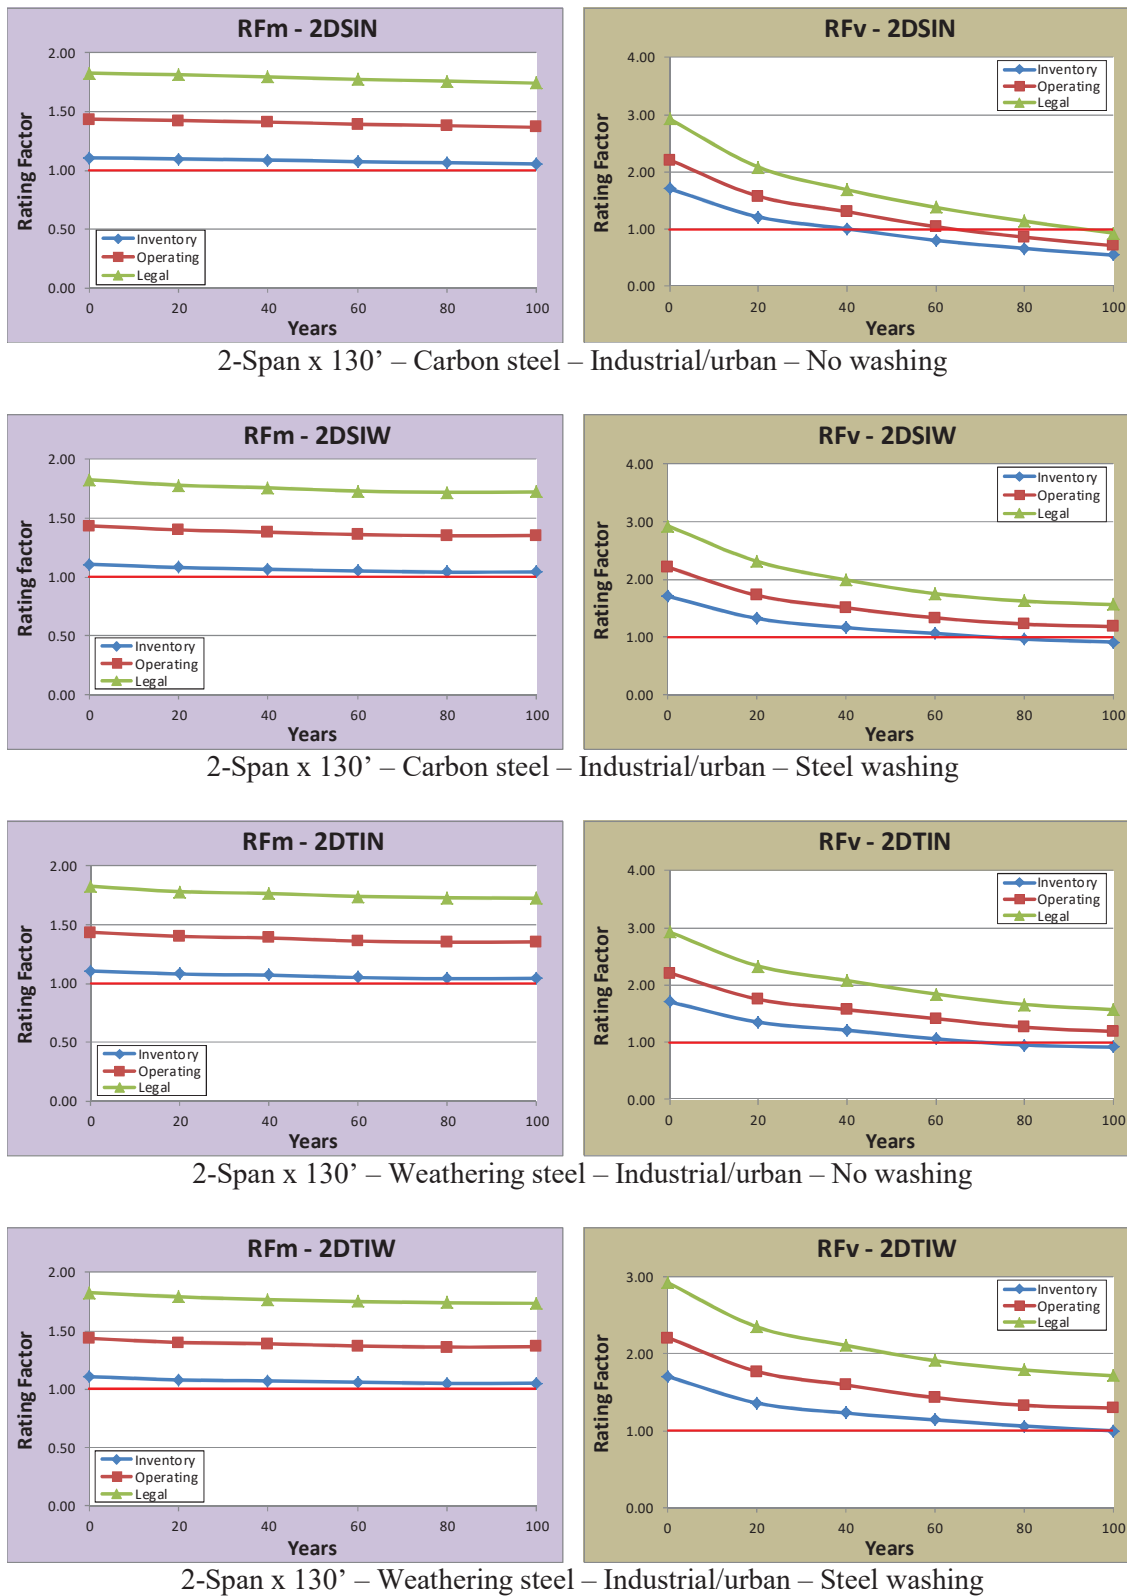 RFm - 2DSIN
2.00
1.50
1.00
0.50
0.00
Rating Factor
Inventory
Operating
Legal
0 20 40 60 80 100
Years
RFv - 2DSIN
4.00
3.00
2.00
1.00
0.00
Rating Factor
Inventory
Operating
Legal
0 20 40 60 80 100
Years
2-Span x 130’ – Carbon steel – Industrial/urban – No washing
RFm - 2DSIW
2.00
1.50
1.00
0.50
0.00
Rating factor
Inventory
Operating
Legal
0 20 40 60 80 100
Years
RFv - 2DSIW
4.00
3.00
2.00
1.00
0.00
Rating Factor
Inventory
Operating
Legal
0 20 40 60 80 100
Years
2-Span x 130’ – Carbon steel – Industrial/urban – Steel washing
RFm - 2DTIN
2.00
1.50
1.00
0.50
0.00
Rating Factor
Inventory
Operating
Legal
0 20 40 60 80 100
Years
RFv - 2DTIN
4.00
3.00
2.00
1.00
0.00
Rating Factor
Inventory
Operating
Legal
0 20 40 60 80 100
Years
2-Span x 130’ – Weathering steel – Industrial/urban – No washing
RFm - 2DTIW
2.00
1.50
1.00
0.50
0.00
Rating Factor
Inventory
Operating
Legal
0 20 40 60 80 100
Years
RFv - 2DTIW
3.00
2.00
1.00
0.00
Rating Factor
Inventory
Operating
Legal
0 20 40 60 80 100
Years
2-Span x 130’ – Weathering steel – Industrial/urban – Steel washing